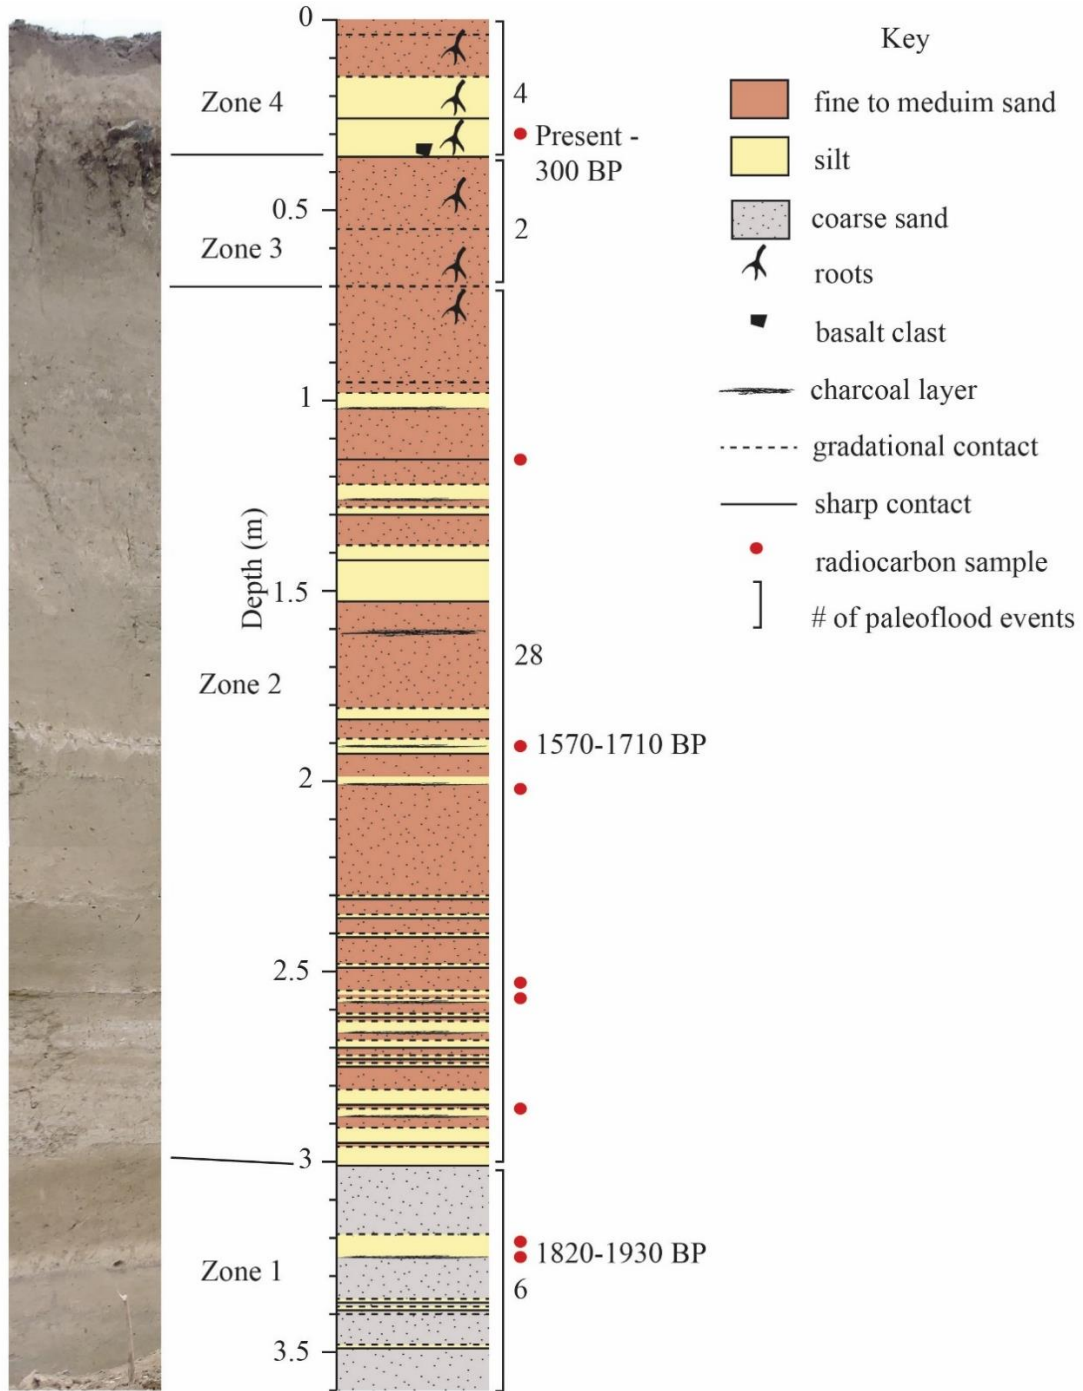 0
Zone 4
4
Present -
300 BP
0.5
Zone 3
2
1
Depth (m)
1.5
Zone 2
28
1570-1710 BP
2
2.5
3
Zone 1
1820-1930 BP
6
3.5
Key
fine to meduim sand
silt
coarse sand
roots
basalt clast
charcoal layer
gradational contact
sharp contact
radiocarbon sample
# of paleoflood events